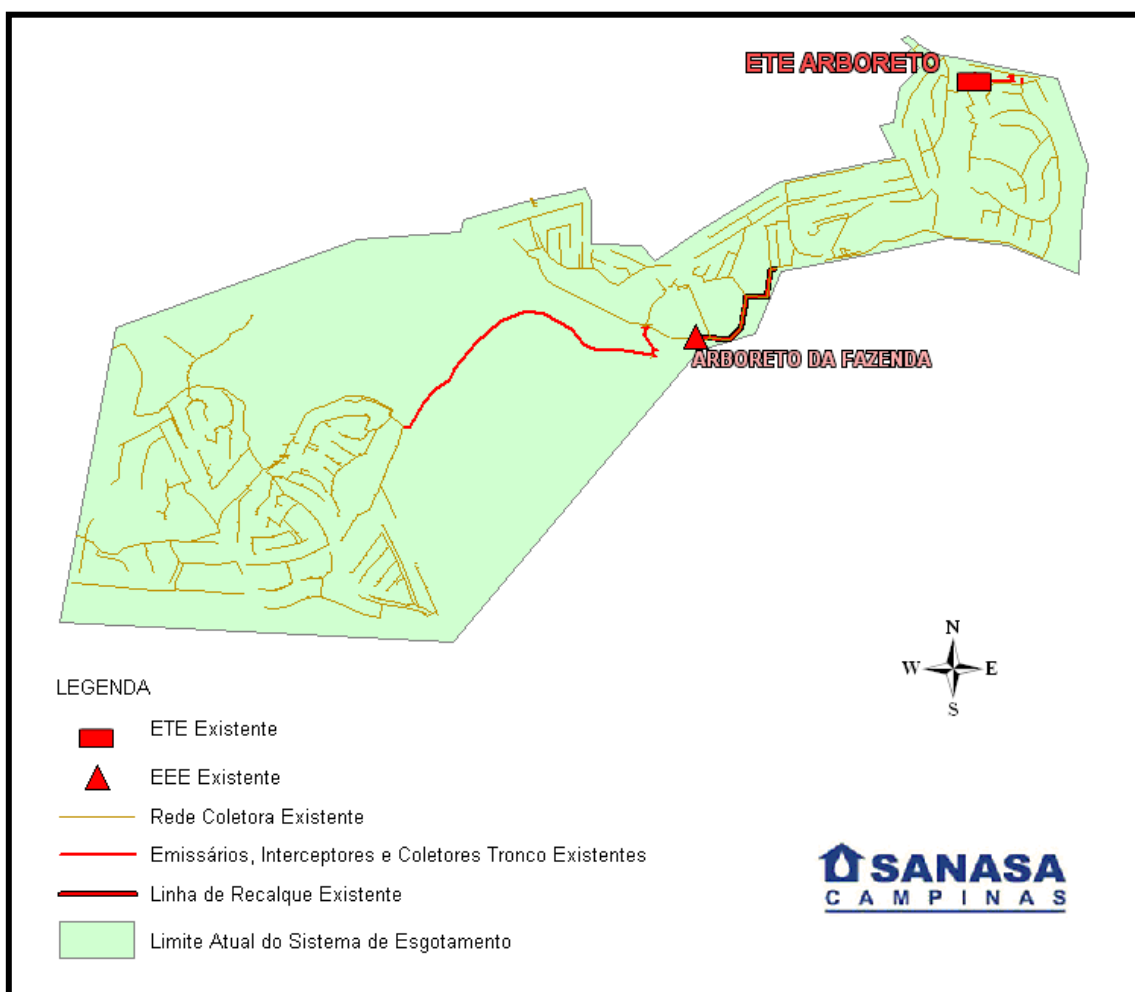 ETE ARBORETO
ARBORETO DA FAZENDA
N
W E
S
LEGENDA
ETE Existente
EEE Existente
Rede Coletora Existente
Emissários, Interceptores e Coletores Tronco Existentes
Linha de Recalque Existente
Limite Atual do Sistema de Esgotamento
SANASA
CAMPINAS